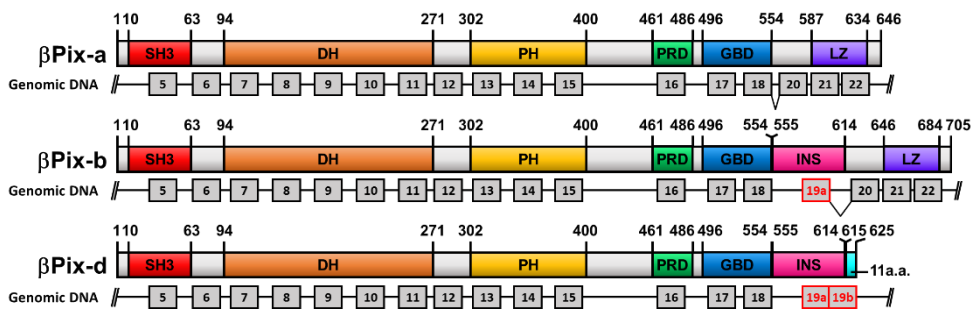 110 63 94 271 302 400 461 486 496 554 587 634 646
βPix-a SH3 DH PH PRD GBD LZ
Genomic DNA 5 6 7 8 9 10 11 12 13 14 15 16 17 18 20 21 22
110 63 94 271 302 400 461 486 496 554 555 614 646 684 705
βPix-b SH3 DH PH PRD GBD INS LZ
Genomic DNA 5 6 7 8 9 10 11 12 13 14 15 16 17 18 19a 20 21 22
110 63 94 271 302 400 461 486 496 554 555 614 615 625
βPix-d SH3 DH PH PRD GBD INS
11a.a.
Genomic DNA 5 6 7 8 9 10 11 12 13 14 15 16 17 18 19a 19b